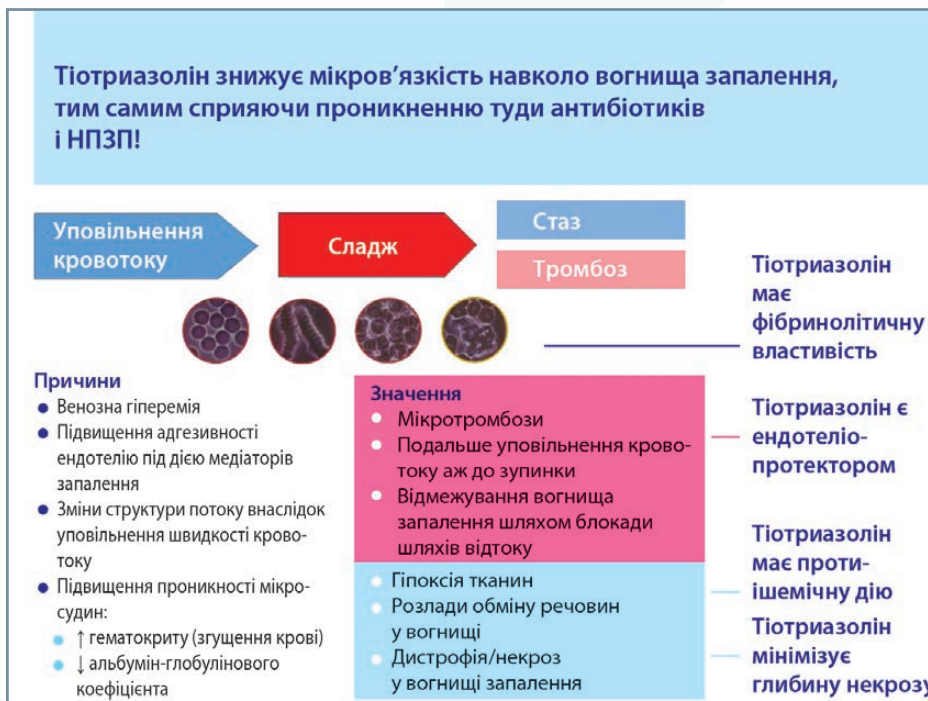 Тіотриазолін знижує мікров’язкість навколо вогнища запалення,
тим самим сприяючи проникненню туди антибіотиків
і НПЗП!
Уповільнення
кровотоку
Сладж
Стаз
Тромбоз
Причини
Венозна гіперемія
Підвищення адгезивності
ендотелію під дією медіаторів
запалення
Зміни структури потоку внаслідок
уповільнення швидкості крово-
току
Підвищення проникності мікро-
судин:
↑ гематокриту (згущення крові)
↓ альбумін-глобулінового
коефіцієнта
Значення
Мікротромбози
Подальше уповільнення крово-
току аж до зупинки
Відмежування вогнища
запалення шляхом блокади
шляхів відтоку
Гіпоксія тканин
Розлади обміну речовин
у вогнищі
Дистрофія/некроз
у вогнищі запалення
Тіотриазолін
має
фібринолітичну
властивість
Тіотриазолін є
ендотеліо-
протектором
Тіотриазолін
має проти-
ішемічну дію
Тіотриазолін
мінімізує
глибину некрозу